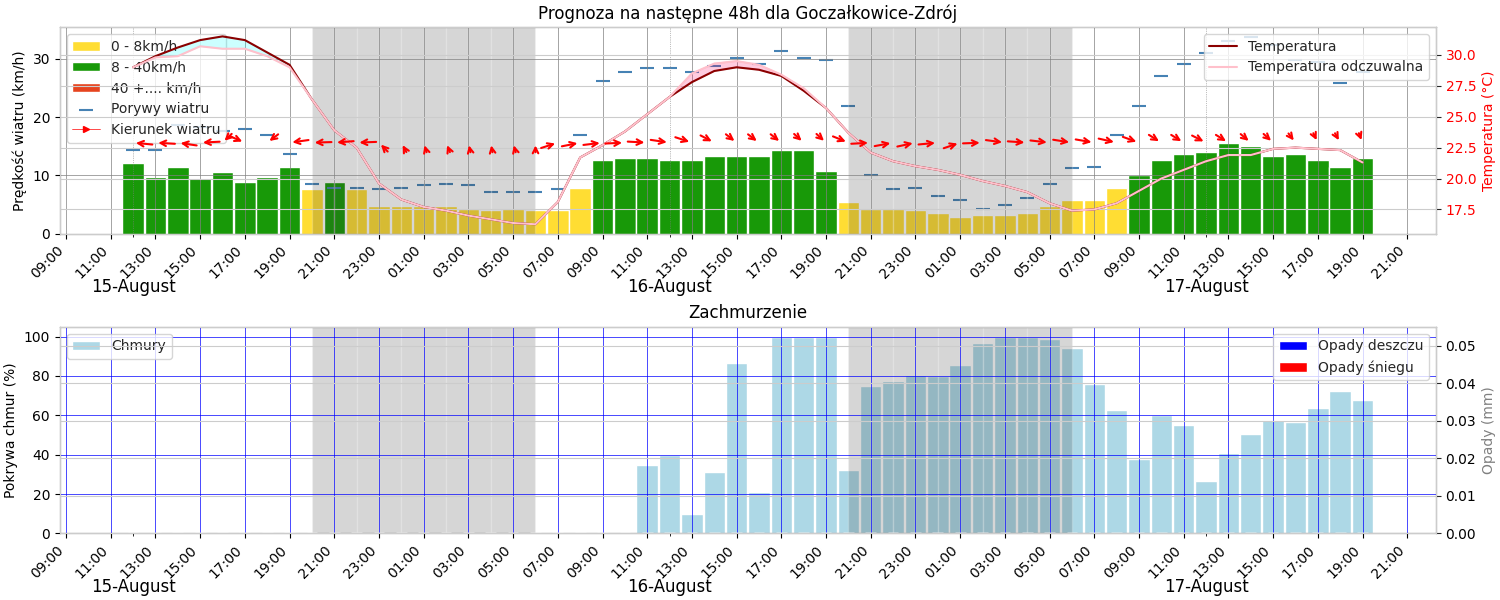 Prognoza na następne 48h dla Goczałkowice-Zdrój
Prędkość wiatru (km/h)
30
20
10
0
0 - 8km/h
8 - 40km/h
40 +.... km/h
Porywy wiatru
Kierunek wiatru
Temperatura
Temperatura odczuwalna
30.0
27.5
25.0
22.5
20.0
17.5
Temperatura (°C)
09:00 11:00 13:00 15:00 17:00 19:00 21:00 23:00 01:00 03:00 05:00 07:00 09:00 11:00 13:00 15:00 17:00 19:00 21:00 23:00 01:00 03:00 05:00 07:00 09:00 11:00 13:00 15:00 17:00 19:00 21:00
15-August 16-August 17-August
Zachmurzenie
Pokrywa chmur (%)
100
80
60
40
20
0
Chmury
Opady deszczu
Opady śniegu
0.05
0.04
0.03
0.02
0.01
0.00
Opady (mm)
09:00 11:00 13:00 15:00 17:00 19:00 21:00 23:00 01:00 03:00 05:00 07:00 09:00 11:00 13:00 15:00 17:00 19:00 21:00 23:00 01:00 03:00 05:00 07:00 09:00 11:00 13:00 15:00 17:00 19:00 21:00
15-August 16-August 17-August